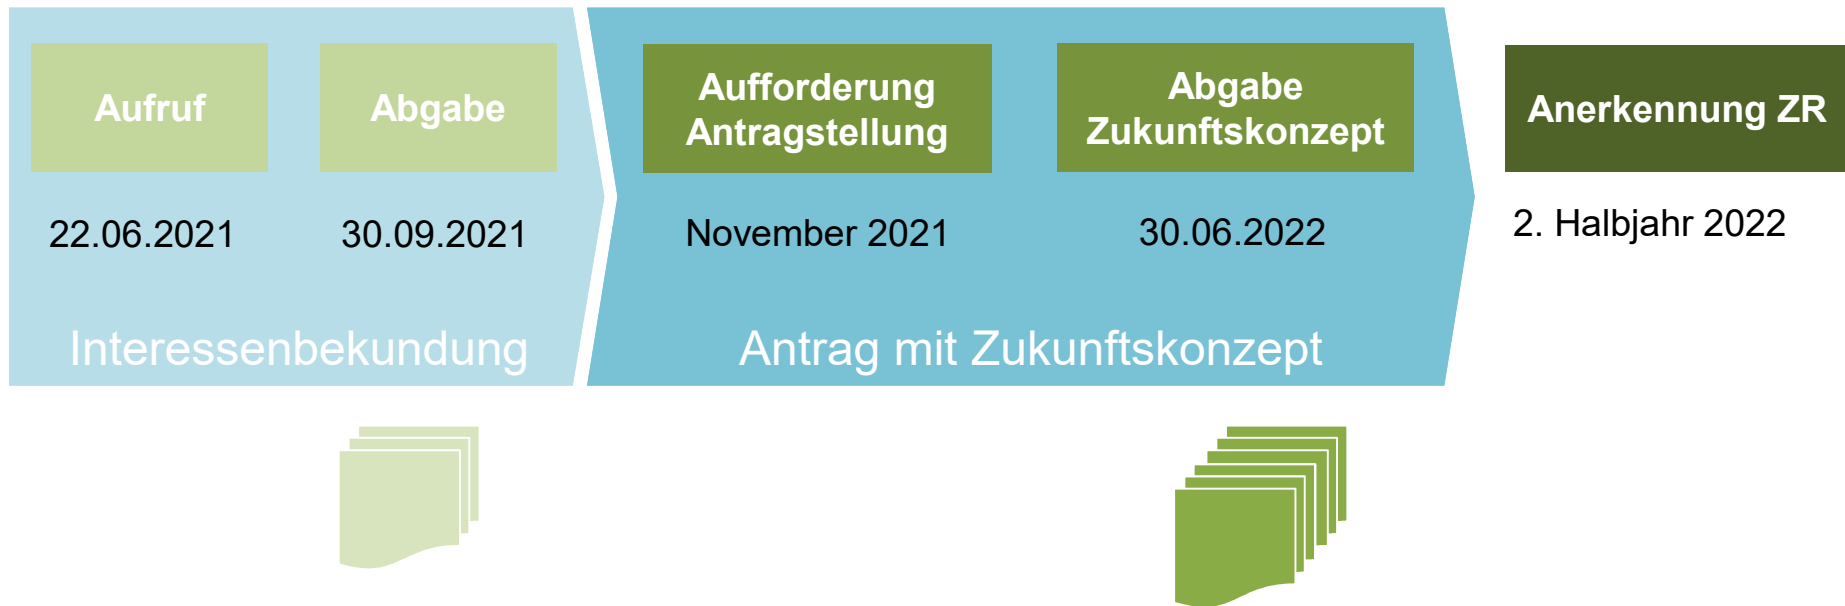 Aufruf
22.06.2021
Abgabe
30.09.2021
Interessenbekundung
Aufforderung
Antragstellung
November 2021
Abgabe
Zukunftskonzept
30.06.2022
Antrag mit Zukunftskonzept
Anerkennung ZR
2. Halbjahr 2022